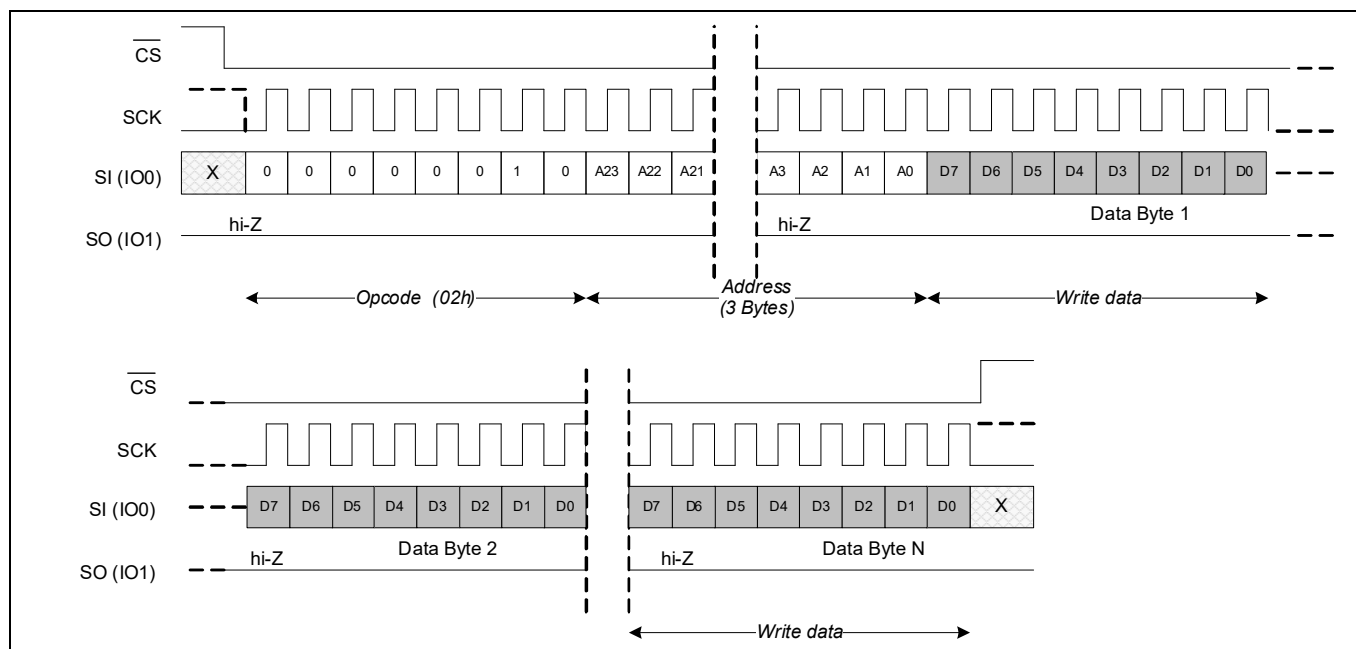 CS
SCK
SI (IO0) X 0 0 0 0 0 0 1 0 A23 A22 A21 A3 A2 A1 A0 D7 D6 D5 D4 D3 D2 D1 D0
hi-Z hi-Z Data Byte 1
SO (IO1)
Opcode (02h) Address (3 Bytes) Write data
CS
SCK
SI (IO0) D7 D6 D5 D4 D3 D2 D1 D0 D7 D6 D5 D4 D3 D2 D1 D0 X
hi-Z Data Byte 2 hi-Z Data Byte N
SO (IO1)
Write data